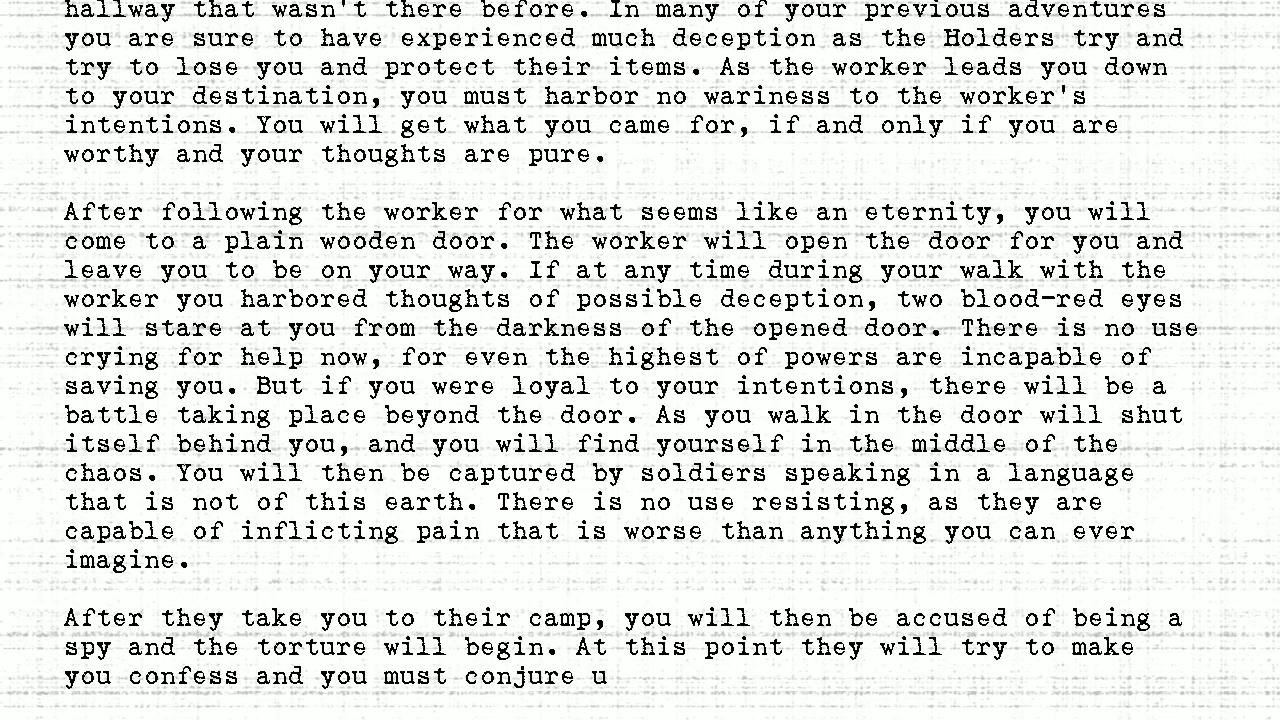 hallway that wasn't there before. In many of your previous adventures
you are sure to have experienced much deception as the Holders try and
try to lose you and protect their items. As the worker leads you down
to your destination, you must harbor no wariness to the worker's
intentions. You will get what you came for, if and only if you are
worthy and your thoughts are pure.
After following the worker for what seems like an eternity, you will
come to a plain wooden door. The worker will open the door for you and
leave you to be on your way. If at any time during your walk with the
worker you harbored thoughts of possible deception, two blood-red eyes
will stare at you from the darkness of the opened door. There is no use
crying for help now, for even the highest of powers are incapable of
saving you. But if you were loyal to your intentions, there will be a
battle taking place beyond the door. As you walk in the door will shut
itself behind you, and you will find yourself in the middle of the
chaos. You will then be captured by soldiers speaking in a language
that is not of this earth. There is no use resisting, as they are
capable of inflicting pain that is worse than anything you can ever
imagine.
After they take you to their camp, you will then be accused of being a
spy and the torture will begin. At this point they will try to make
you confess and you must conjure u